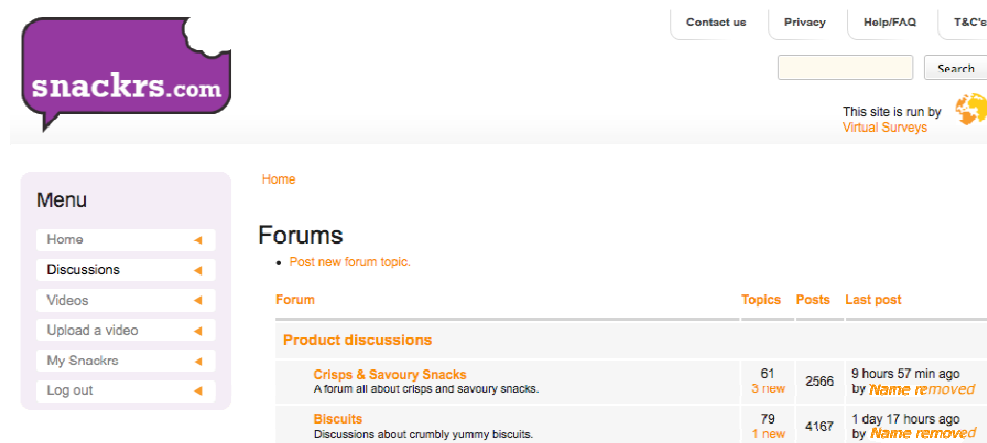 Contact us Privacy Help/FAQ T&C's
snackrs.com
Search
This site is run by
Virtual Surveys
Home
Menu
Home
Discussions
Videos
Upload a video
My Snackrs
Log out
Forums
Post new forum topic.
Forum Topics Posts Last post
Product discussions
Crisps & Savoury Snacks 61 2566 9 hours 57 min ago
A forum all about crisps and savoury snacks. 3 new by Name removed
Biscuits 79 4167 1 day 17 hours ago
Discussions about crumbly yummy biscuits. 1 new by Name removed